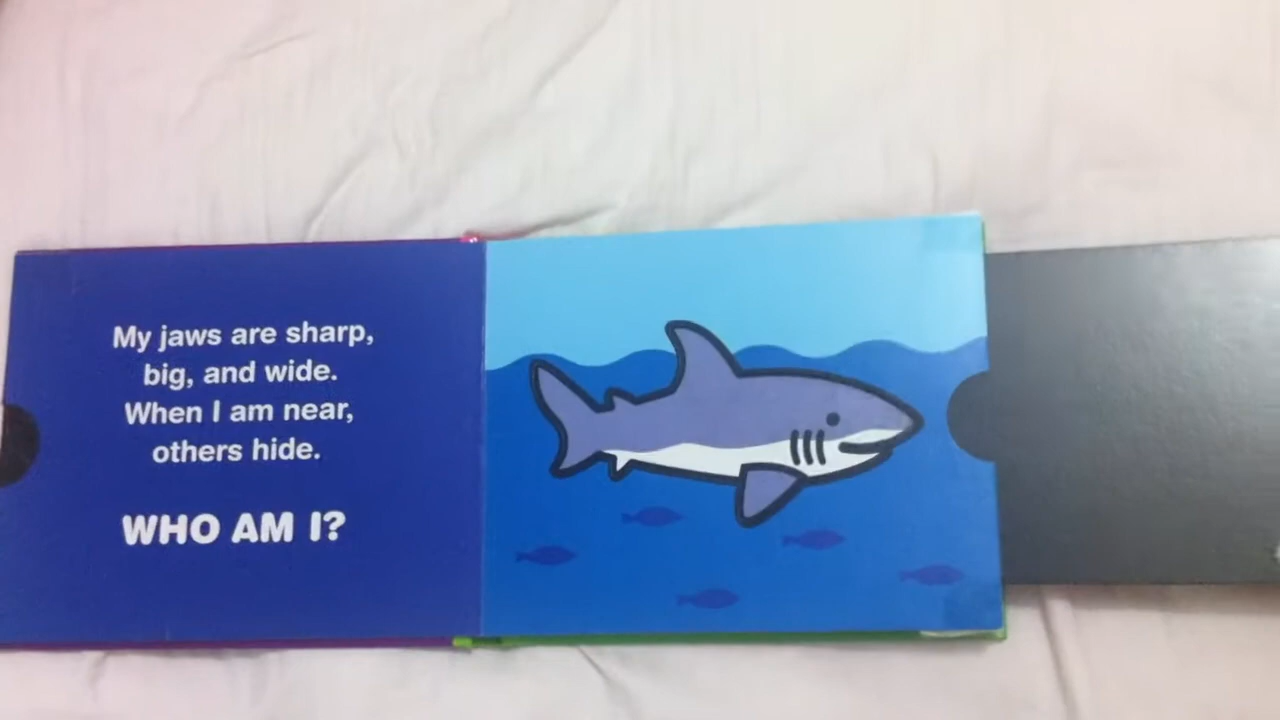 My jaws are sharp,
big, and wide.
When I am near,
others hide.
WHO AM I?